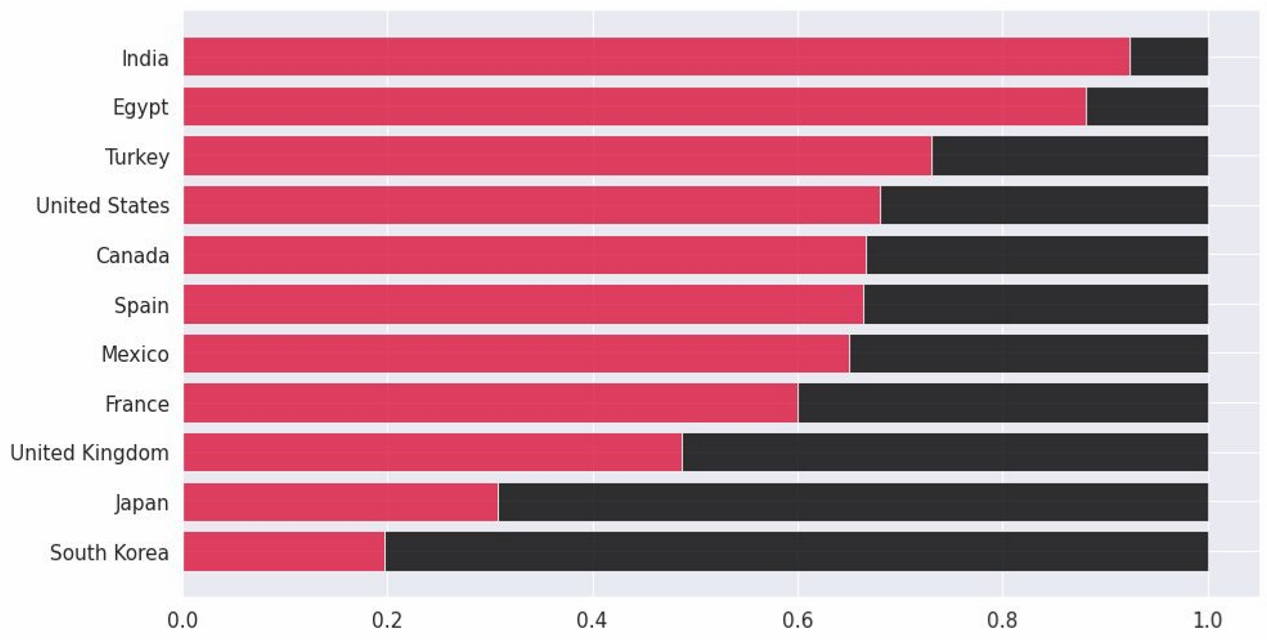 India
Egypt
Turkey
United States
Canada
Spain
Mexico
France
United Kingdom
Japan
South Korea
0.0 0.2 0.4 0.6 0.8 1.0